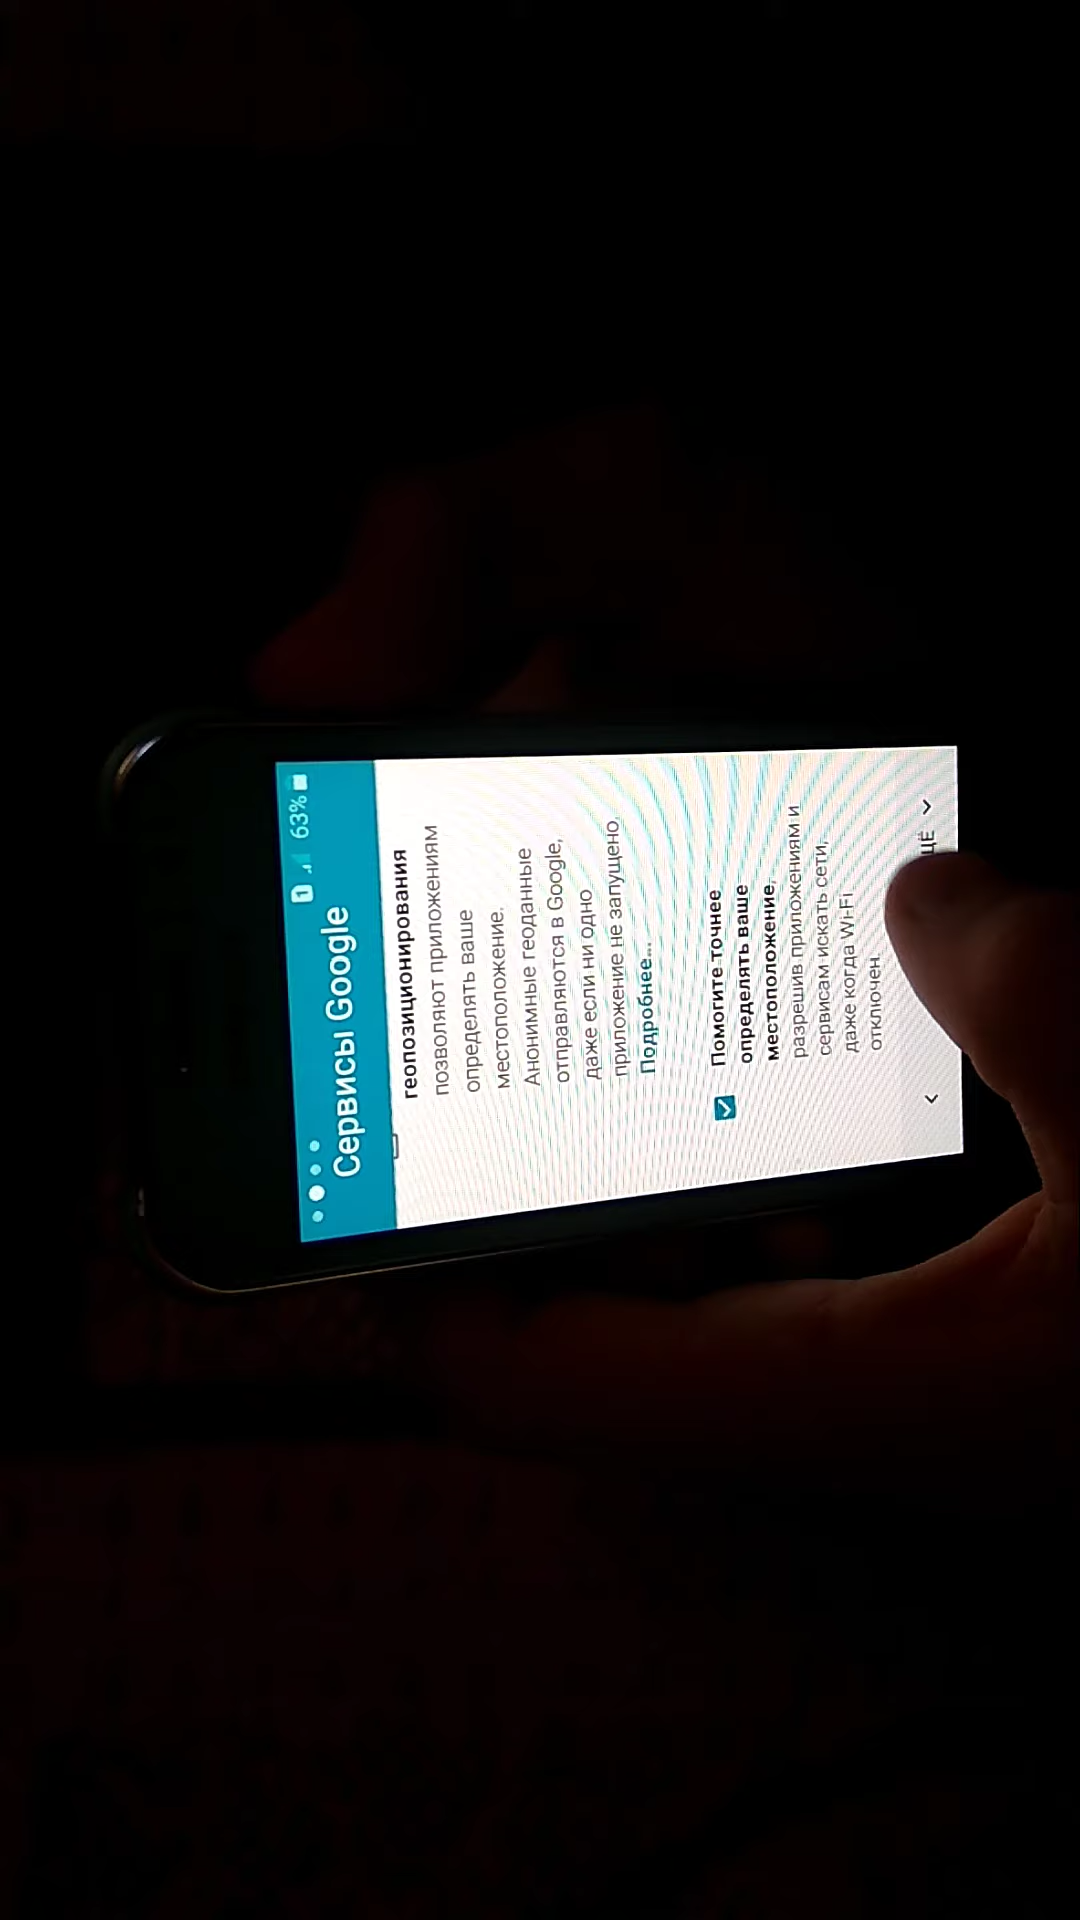 1 63%
Сервисы Google
геопозиционирования
позволяют приложениям
определять ваше
местоположение.
Анонимные геоданные
отправляются в Google,
даже если ни одно
приложение не запущено.
Подробнее...
Помогите точнее
определять ваше
местоположение,
разрешив приложениям и
сервисам искать сети,
даже когда Wi-Fi
отключен.